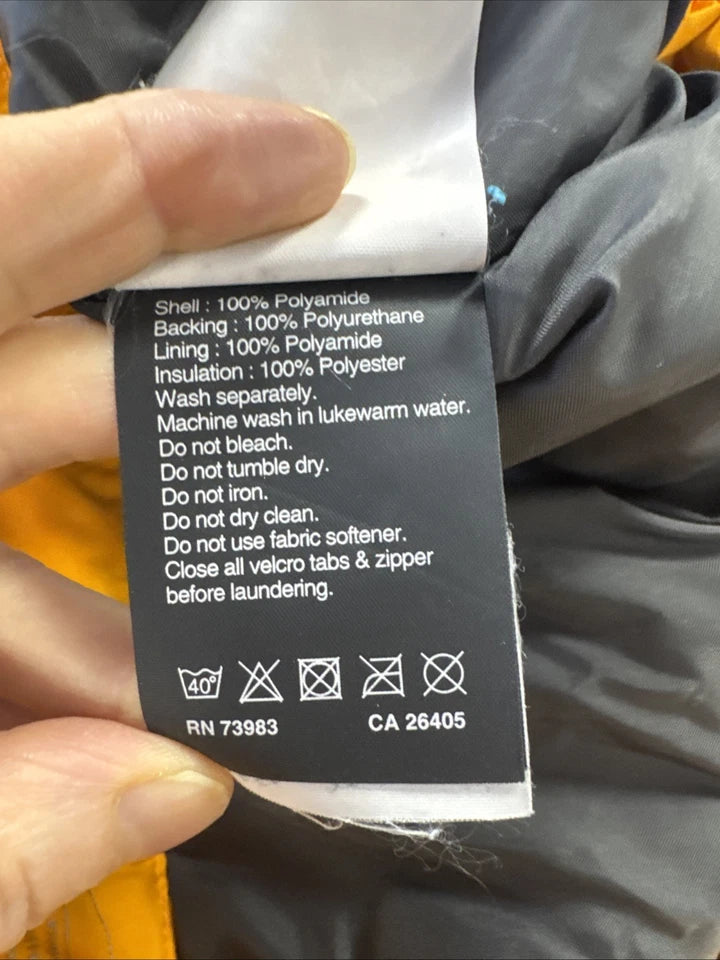 Shell : 100% Polyamide
Backing : 100% Polyurethane
Lining : 100% Polyamide
Insulation : 100% Polyester
Wash separately.
Machine wash in lukewarm water.
Do not bleach.
Do not tumble dry.
Do not iron.
Do not dry clean.
Do not use fabric softener.
Close all velcro tabs & zipper
before laundering.
40°
RN 73983 CA 26405